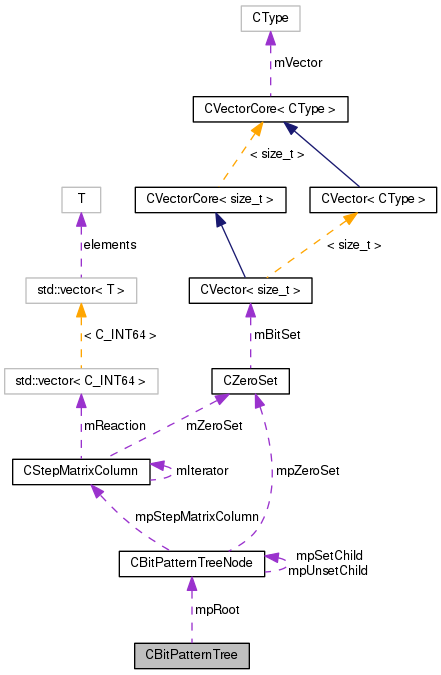 CType
mVector
CVectorCore< CType >
< size_t >
CVectorCore< size_t >
CVector< CType >
T
elements
< size_t >
std::vector< T >
CVector< size_t >
< C_INT64 >
mBitSet
std::vector< C_INT64 >
CZeroSet
mReaction
mZeroSet
CStepMatrixColumn
mIterator
mpZeroSet
mpStepMatrixColumn
CBitPatternTreeNode
mpSetChild
mpUnsetChild
mpRoot
CBitPatternTree